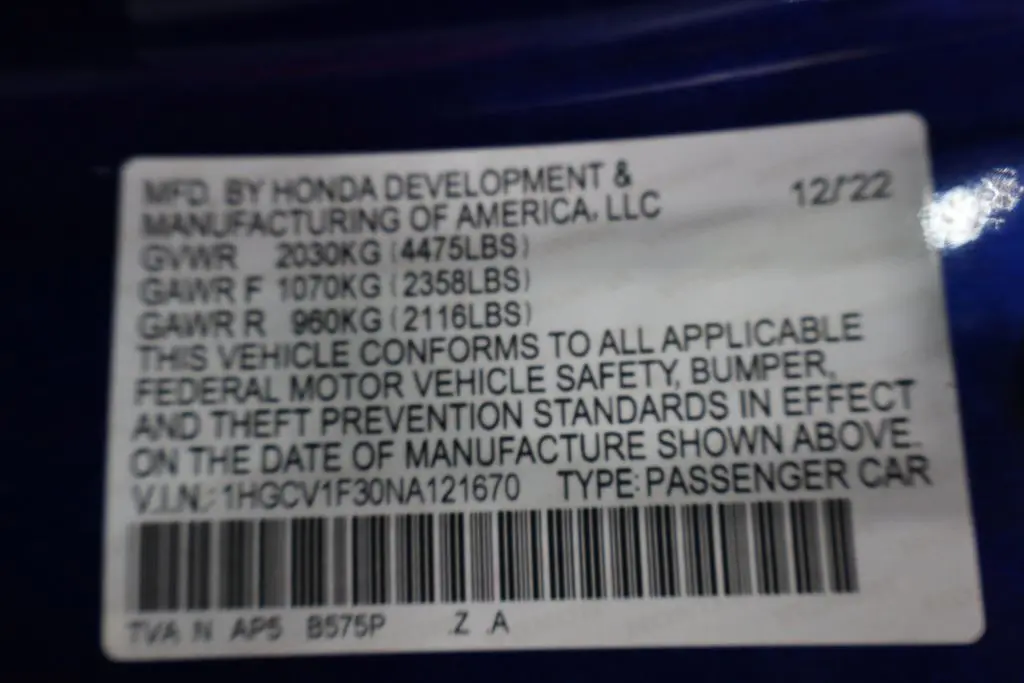 MFD. BY HONDA DEVELOPMENT &
MANUFACTURING OF AMERICA, LLC 12/'22
GVWR 2030KG (4475LBS)
GAWR F 1070KG (2358LBS)
GAWR R 960KG (2116LBS)
THIS VEHICLE CONFORMS TO ALL APPLICABLE
FEDERAL MOTOR VEHICLE SAFETY, BUMPER,
AND THEFT PREVENTION STANDARDS IN EFFECT
ON THE DATE OF MANUFACTURE SHOWN ABOVE.
V.I.N.: 1HGCV1F30NA121670 TYPE: PASSENGER CAR
TVA N AP5 B575P .Z .A